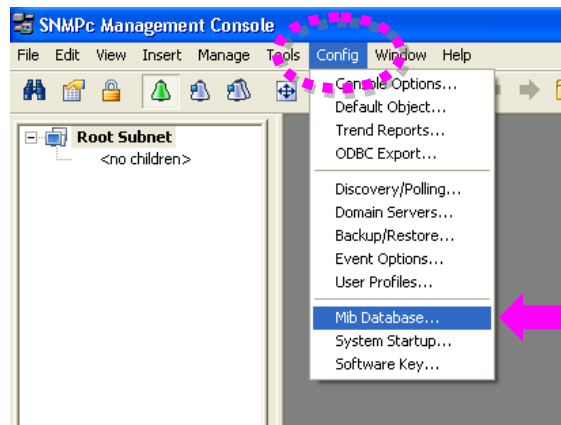 SNMPc Management Console
File Edit View Insert Manage Tools Config Window Help
Console Options...
Default Object...
Trend Reports...
ODBC Export...
Discovery/Polling...
Domain Servers...
Backup/Restore...
Event Options...
User Profiles...
Mib Database...
System Startup...
Software Key...
Root Subnet
<no children>